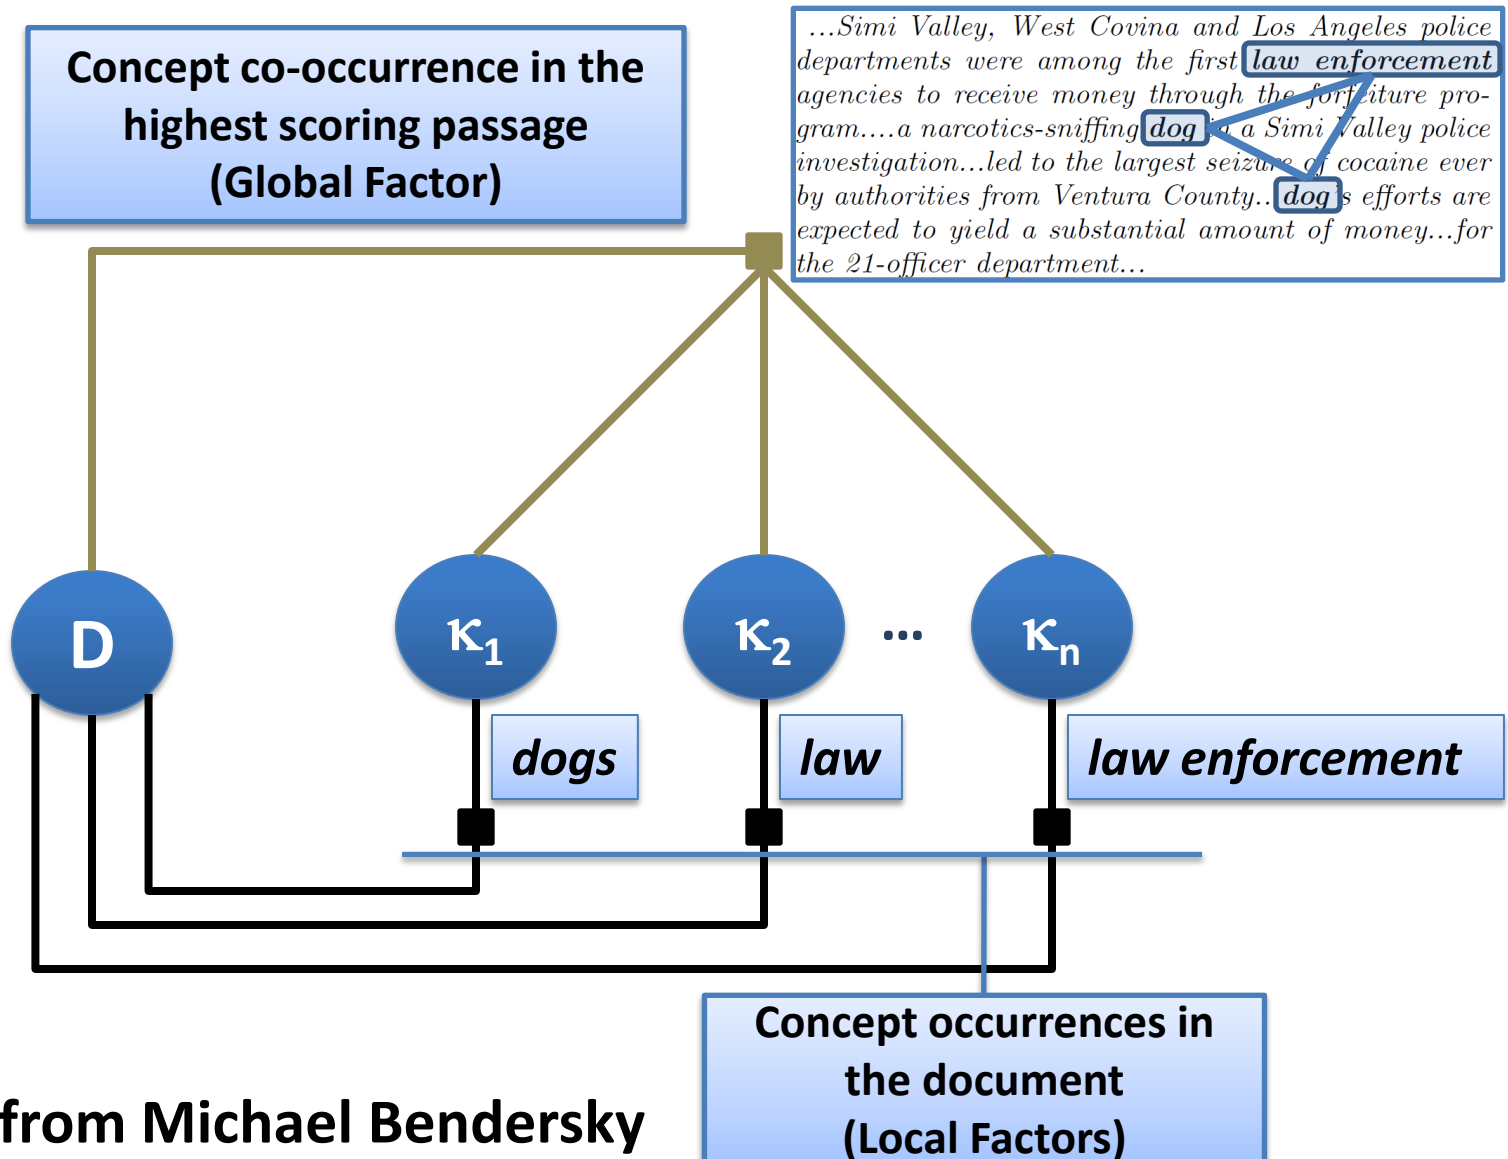 Concept co-occurrence in the
highest scoring passage
(Global Factor)
...Simi Valley, West Covina and Los Angeles police
departments were among the first law enforcement
agencies to receive money through the forfeiture pro-
gram....a narcotics-sniffing dog in a Simi Valley police
investigation...led to the largest seizure of cocaine ever
by authorities from Ventura County...dog's efforts are
expected to yield a substantial amount of money...for
the 21-officer department...
D
κ1
κ2
...
κn
dogs
law
law enforcement
Concept occurrences in
the document
(Local Factors)
from Michael Bendersky